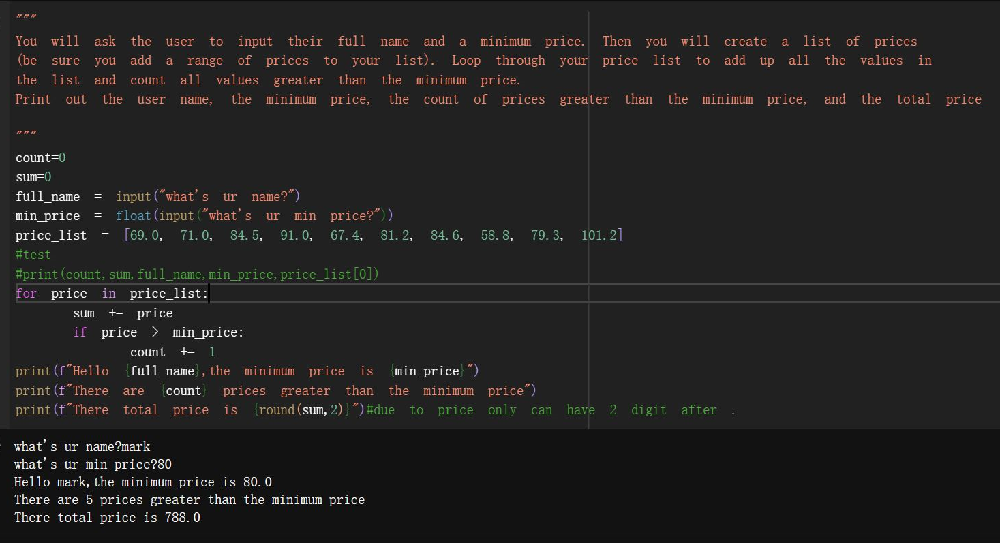 """
You will ask the user to input their full name and a minimum price. Then you will create a list of prices
(be sure you add a range of prices to your list). Loop through your price list to add up all the values in
the list and count all values greater than the minimum price.
Print out the user name, the minimum price, the count of prices greater than the minimum price, and the total price
"""
count=0
sum=0
full_name = input("what's ur name?")
min_price = float(input("what's ur min price?"))
price_list = [69.0, 71.0, 84.5, 91.0, 67.4, 81.2, 84.6, 58.8, 79.3, 101.2]
#test
#print(count,sum,full_name,min_price,price_list[0])
for price in price_list:
    sum += price
    if price > min_price:
        count += 1
print(f"Hello {full_name},the minimum price is {min_price}")
print(f"There are {count} prices greater than the minimum price")
print(f"There total price is {round(sum,2)}")#due to price only can have 2 digit after .
what's ur name?mark
what's ur min price?80
Hello mark,the minimum price is 80.0
There are 5 prices greater than the minimum price
There total price is 788.0